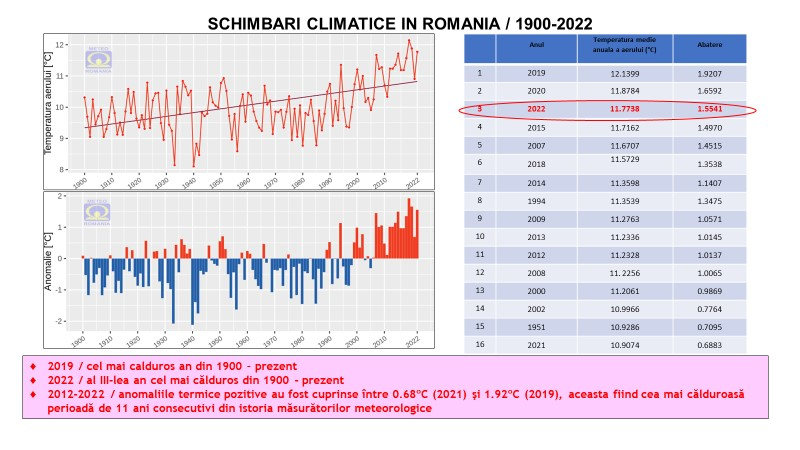 SCHIMBARI CLIMATICE IN ROMANIA / 1900-2022
Temperatura aerului [°C]
12
11
10
9
8
1900
1910
1920
1930
1940
1950
1960
1970
1980
1990
2000
2010
2022
Anomalie [°C]
2
1
0
-1
-2
1900
1910
1920
1930
1940
1950
1960
1970
1980
1990
2000
2010
2022
Anul Temperatura medie anuala a aerului (°C) Abatere
1 2019 12.1399 1.9207
2 2020 11.8784 1.6592
3 2022 11.7738 1.5541
4 2015 11.7162 1.4970
5 2007 11.6707 1.4515
6 2018 11.5729 1.3538
7 2014 11.3598 1.1407
8 1994 11.3539 1.3475
9 2009 11.2763 1.0571
10 2013 11.2336 1.0145
11 2012 11.2328 1.0137
12 2008 11.2256 1.0065
13 2000 11.2061 0.9869
14 2002 10.9966 0.7764
15 1951 10.9286 0.7095
16 2021 10.9074 0.6883
♦ 2019 / cel mai calduros an din 1900 - prezent
♦ 2022 / al III-lea an cel mai călduros din 1900 - prezent
♦ 2012-2022 / anomaliile termice pozitive au fost cuprinse între 0.68°C (2021) şi 1.92°C (2019), aceasta fiind cea mai călduroasă
perioadă de 11 ani consecutivi din istoria măsurătorilor meteorologice